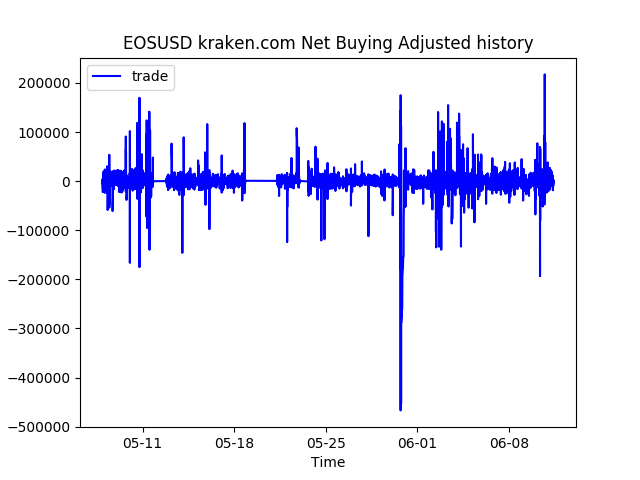 EOSUSD kraken.com Net Buying Adjusted history
trade
200000
100000
0
−100000
−200000
−300000
−400000
−500000
05-11 05-18 05-25 06-01 06-08
Time